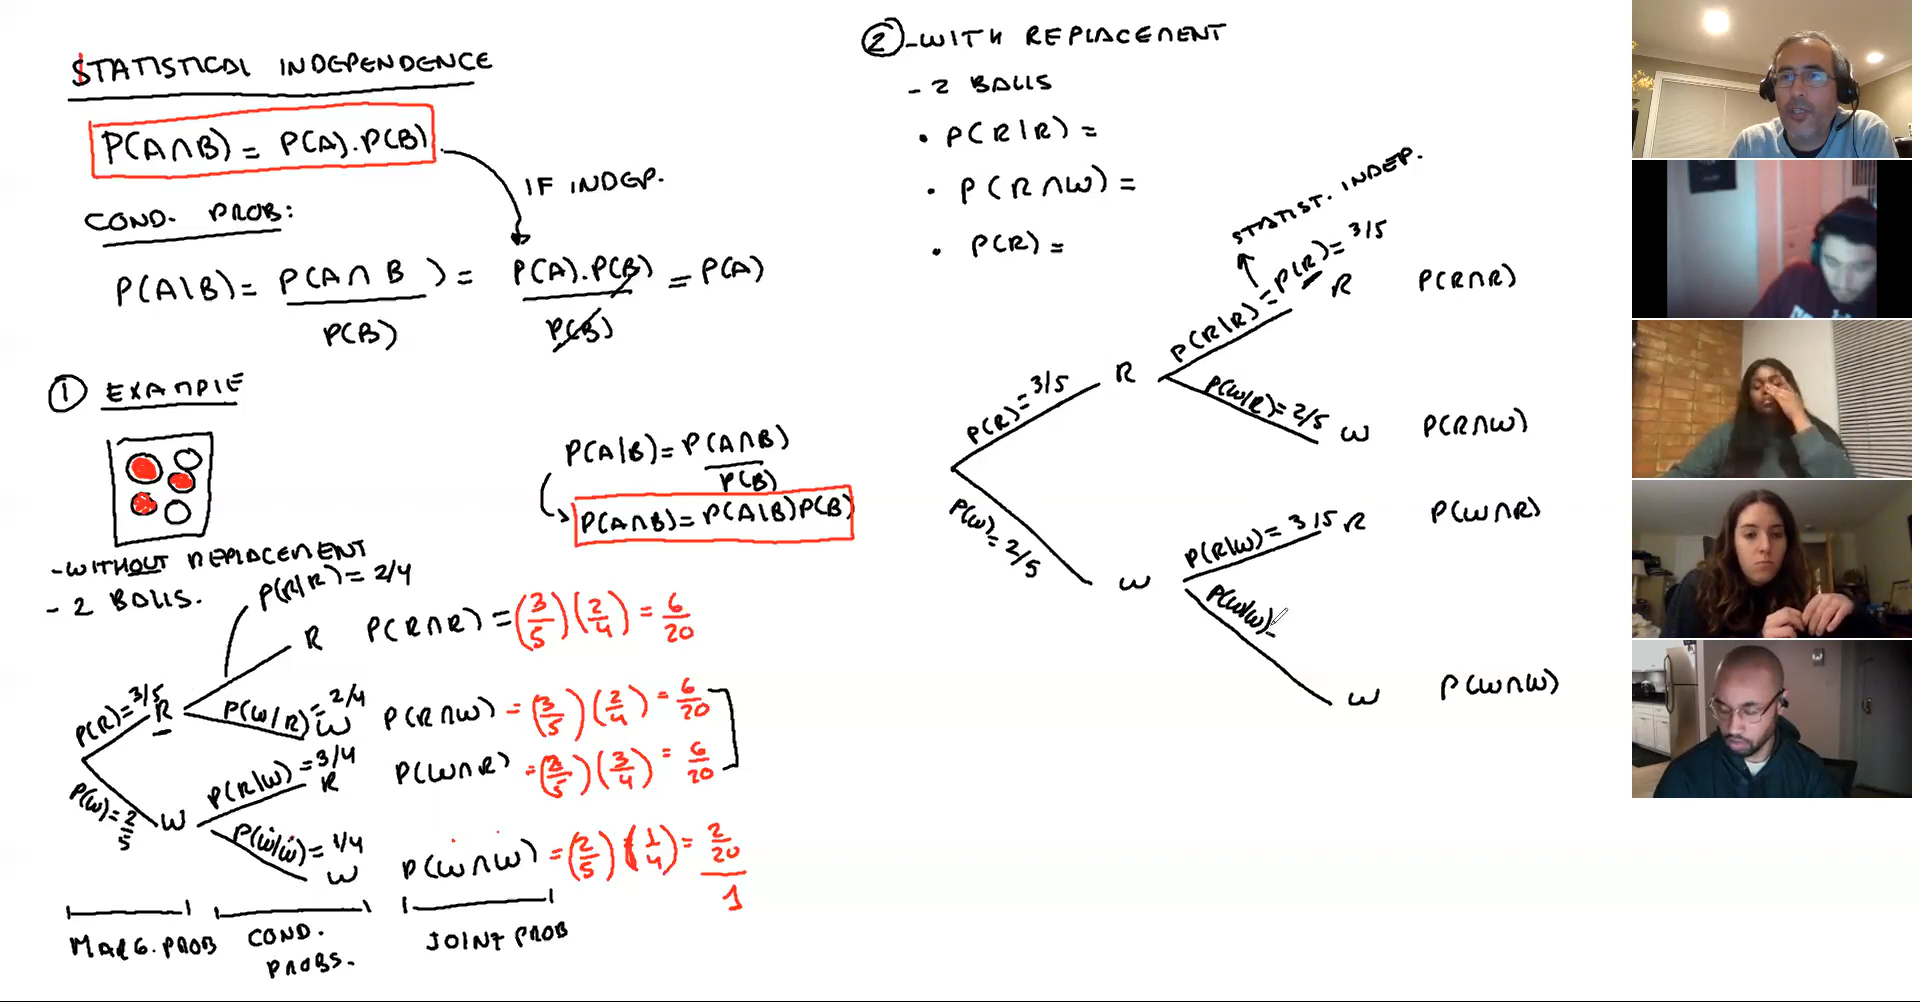 STATISTICAL INDEPENDENCE
P(A∩B) = P(A).P(B)
IF INDEP.
COND. PROB:
P(A|B) = P(A∩B) / P(B) = P(A).P(B) / P(B) = P(A)
① EXAMPLE
P(A|B) = P(A∩B) / P(B)
P(A∩B) = P(A|B)P(B)
-WITHOUT REPLACEMENT
- 2 BALLS.
P(R|R) = 2/4
R P(R∩R) = (3/5)(2/4) = 6/20
P(R) = 3/5 R
P(W/R) = 2/4 W P(R∩W) = (3/5)(2/4) = 6/20
P(R|W) = 3/4 R P(W∩R) = (2/5)(3/4) = 6/20
P(W) = 2/5 W
P(W|W) = 1/4 W P(W∩W) = (2/5)(1/4) = 2/20
1
MARG. PROB
COND. PROBS.
JOINT PROB
② -WITH REPLACEMENT
- 2 BALLS
• P(R|R) =
• P(R∩W) =
• P(R) =
STATIST. INDEP.
P(R|R) = P(R) = 3/5 R P(R∩R)
P(R) = 3/5 R
P(W/R) = 2/5 W P(R∩W)
P(W) = 2/5 W
P(R|W) = 3/5 R P(W∩R)
P(W|W) = W P(W∩W)